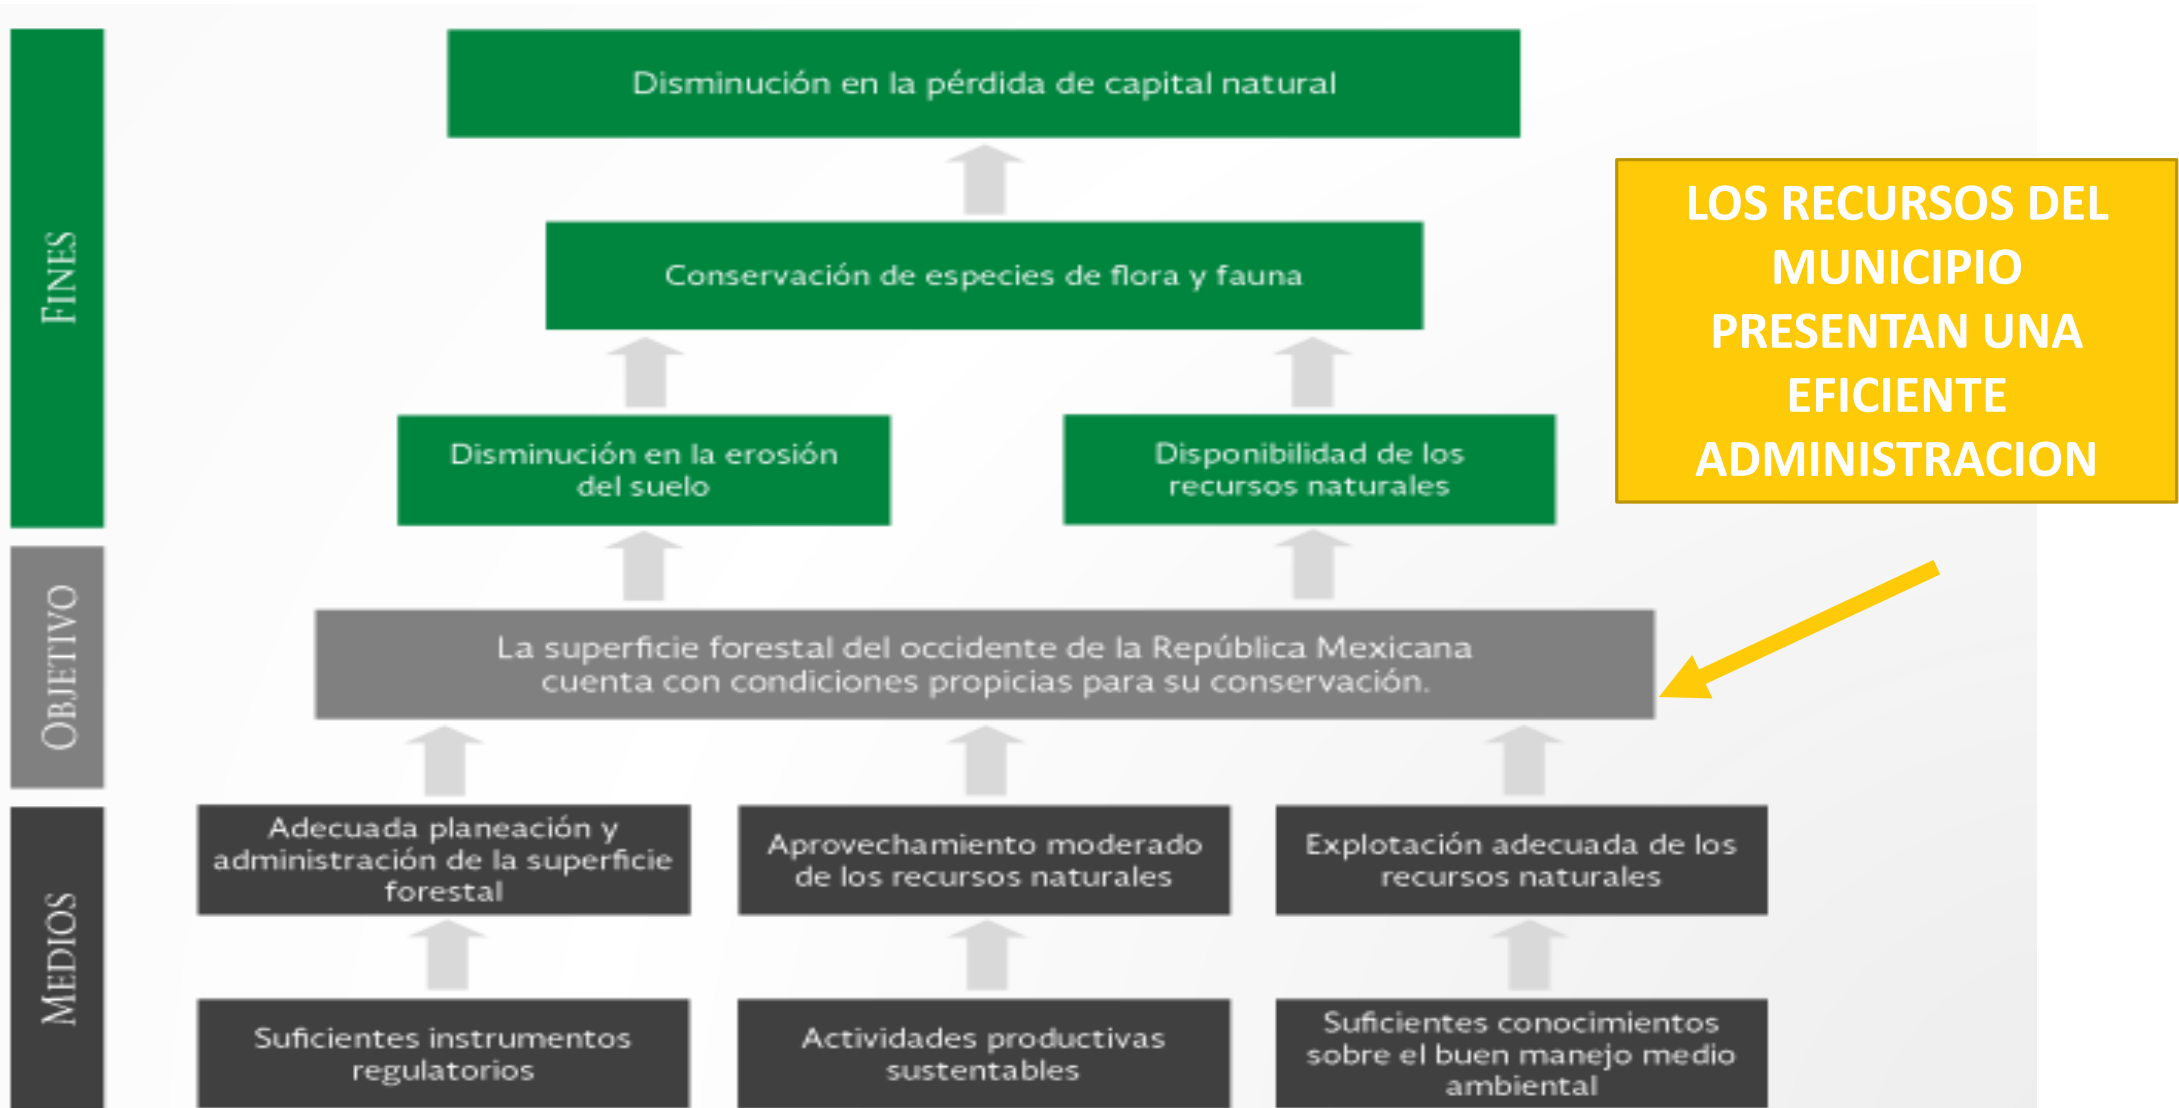 FINES
Disminución en la pérdida de capital natural
Conservación de especies de flora y fauna
Disminución en la erosión
del suelo
Disponibilidad de los
recursos naturales
LOS RECURSOS DEL
MUNICIPIO
PRESENTAN UNA
EFICIENTE
ADMINISTRACION
OBJETIVO
La superficie forestal del occidente de la República Mexicana
cuenta con condiciones propicias para su conservación.
MEDIOS
Adecuada planeación y
administración de la superficie
forestal
Aprovechamiento moderado
de los recursos naturales
Explotación adecuada de los
recursos naturales
Suficientes instrumentos
regulatorios
Actividades productivas
sustentables
Suficientes conocimientos
sobre el buen manejo medio
ambiental